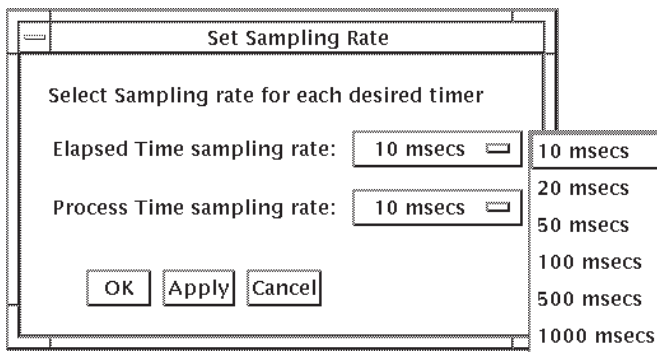 Set Sampling Rate
Select Sampling rate for each desired timer
Elapsed Time sampling rate: 10 msecs
Process Time sampling rate: 10 msecs
OK Apply Cancel
10 msecs
20 msecs
50 msecs
100 msecs
500 msecs
1000 msecs